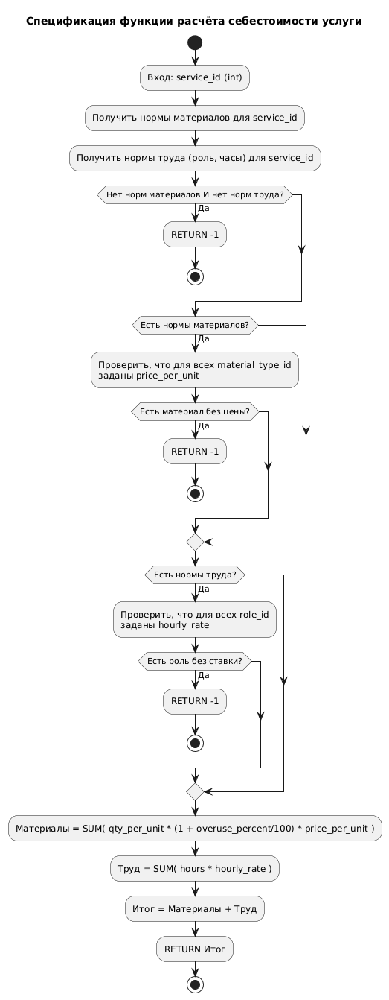 Спецификация функции расчёта себестоимости услуги
Вход: service_id (int)
Получить нормы материалов для service_id
Получить нормы труда (роль, часы) для service_id
Нет норм материалов И нет норм труда?
Да
RETURN -1
Есть нормы материалов?
Да
Проверить, что для всех material_type_id
заданы price_per_unit
Есть материал без цены?
Да
RETURN -1
Есть нормы труда?
Да
Проверить, что для всех role_id
заданы hourly_rate
Есть роль без ставки?
Да
RETURN -1
Материалы = SUM( qty_per_unit * (1 + overuse_percent/100) * price_per_unit )
Труд = SUM( hours * hourly_rate )
Итог = Материалы + Труд
RETURN Итог